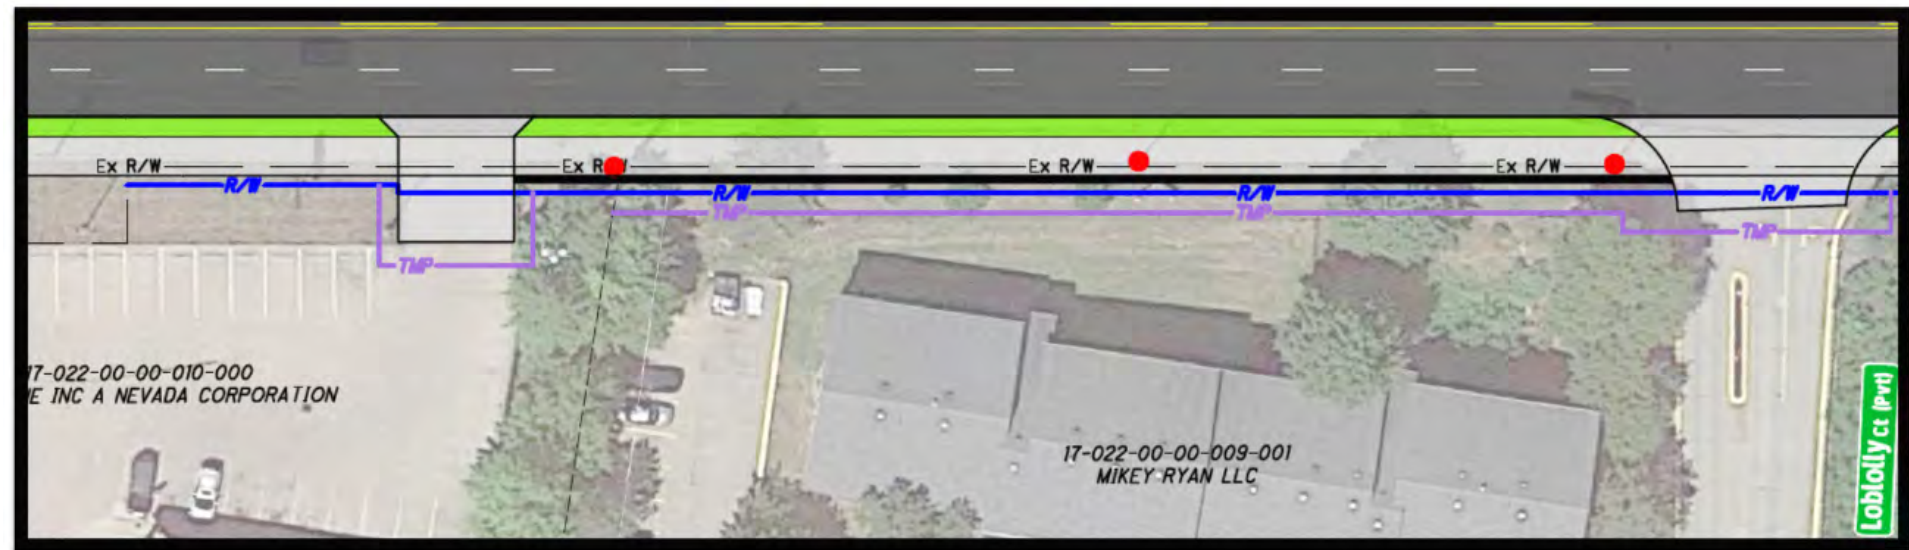 Ex R/W
Ex R/W
Ex R/W
Ex R/W
R/W
R/W
R/W
R/W
TMP
TMP
TMP
TMP
17-022-00-00-010-000
E INC A NEVADA CORPORATION
17-022-00-00-009-001
MIKEY RYAN LLC
Loblolly Ct (Pvt)